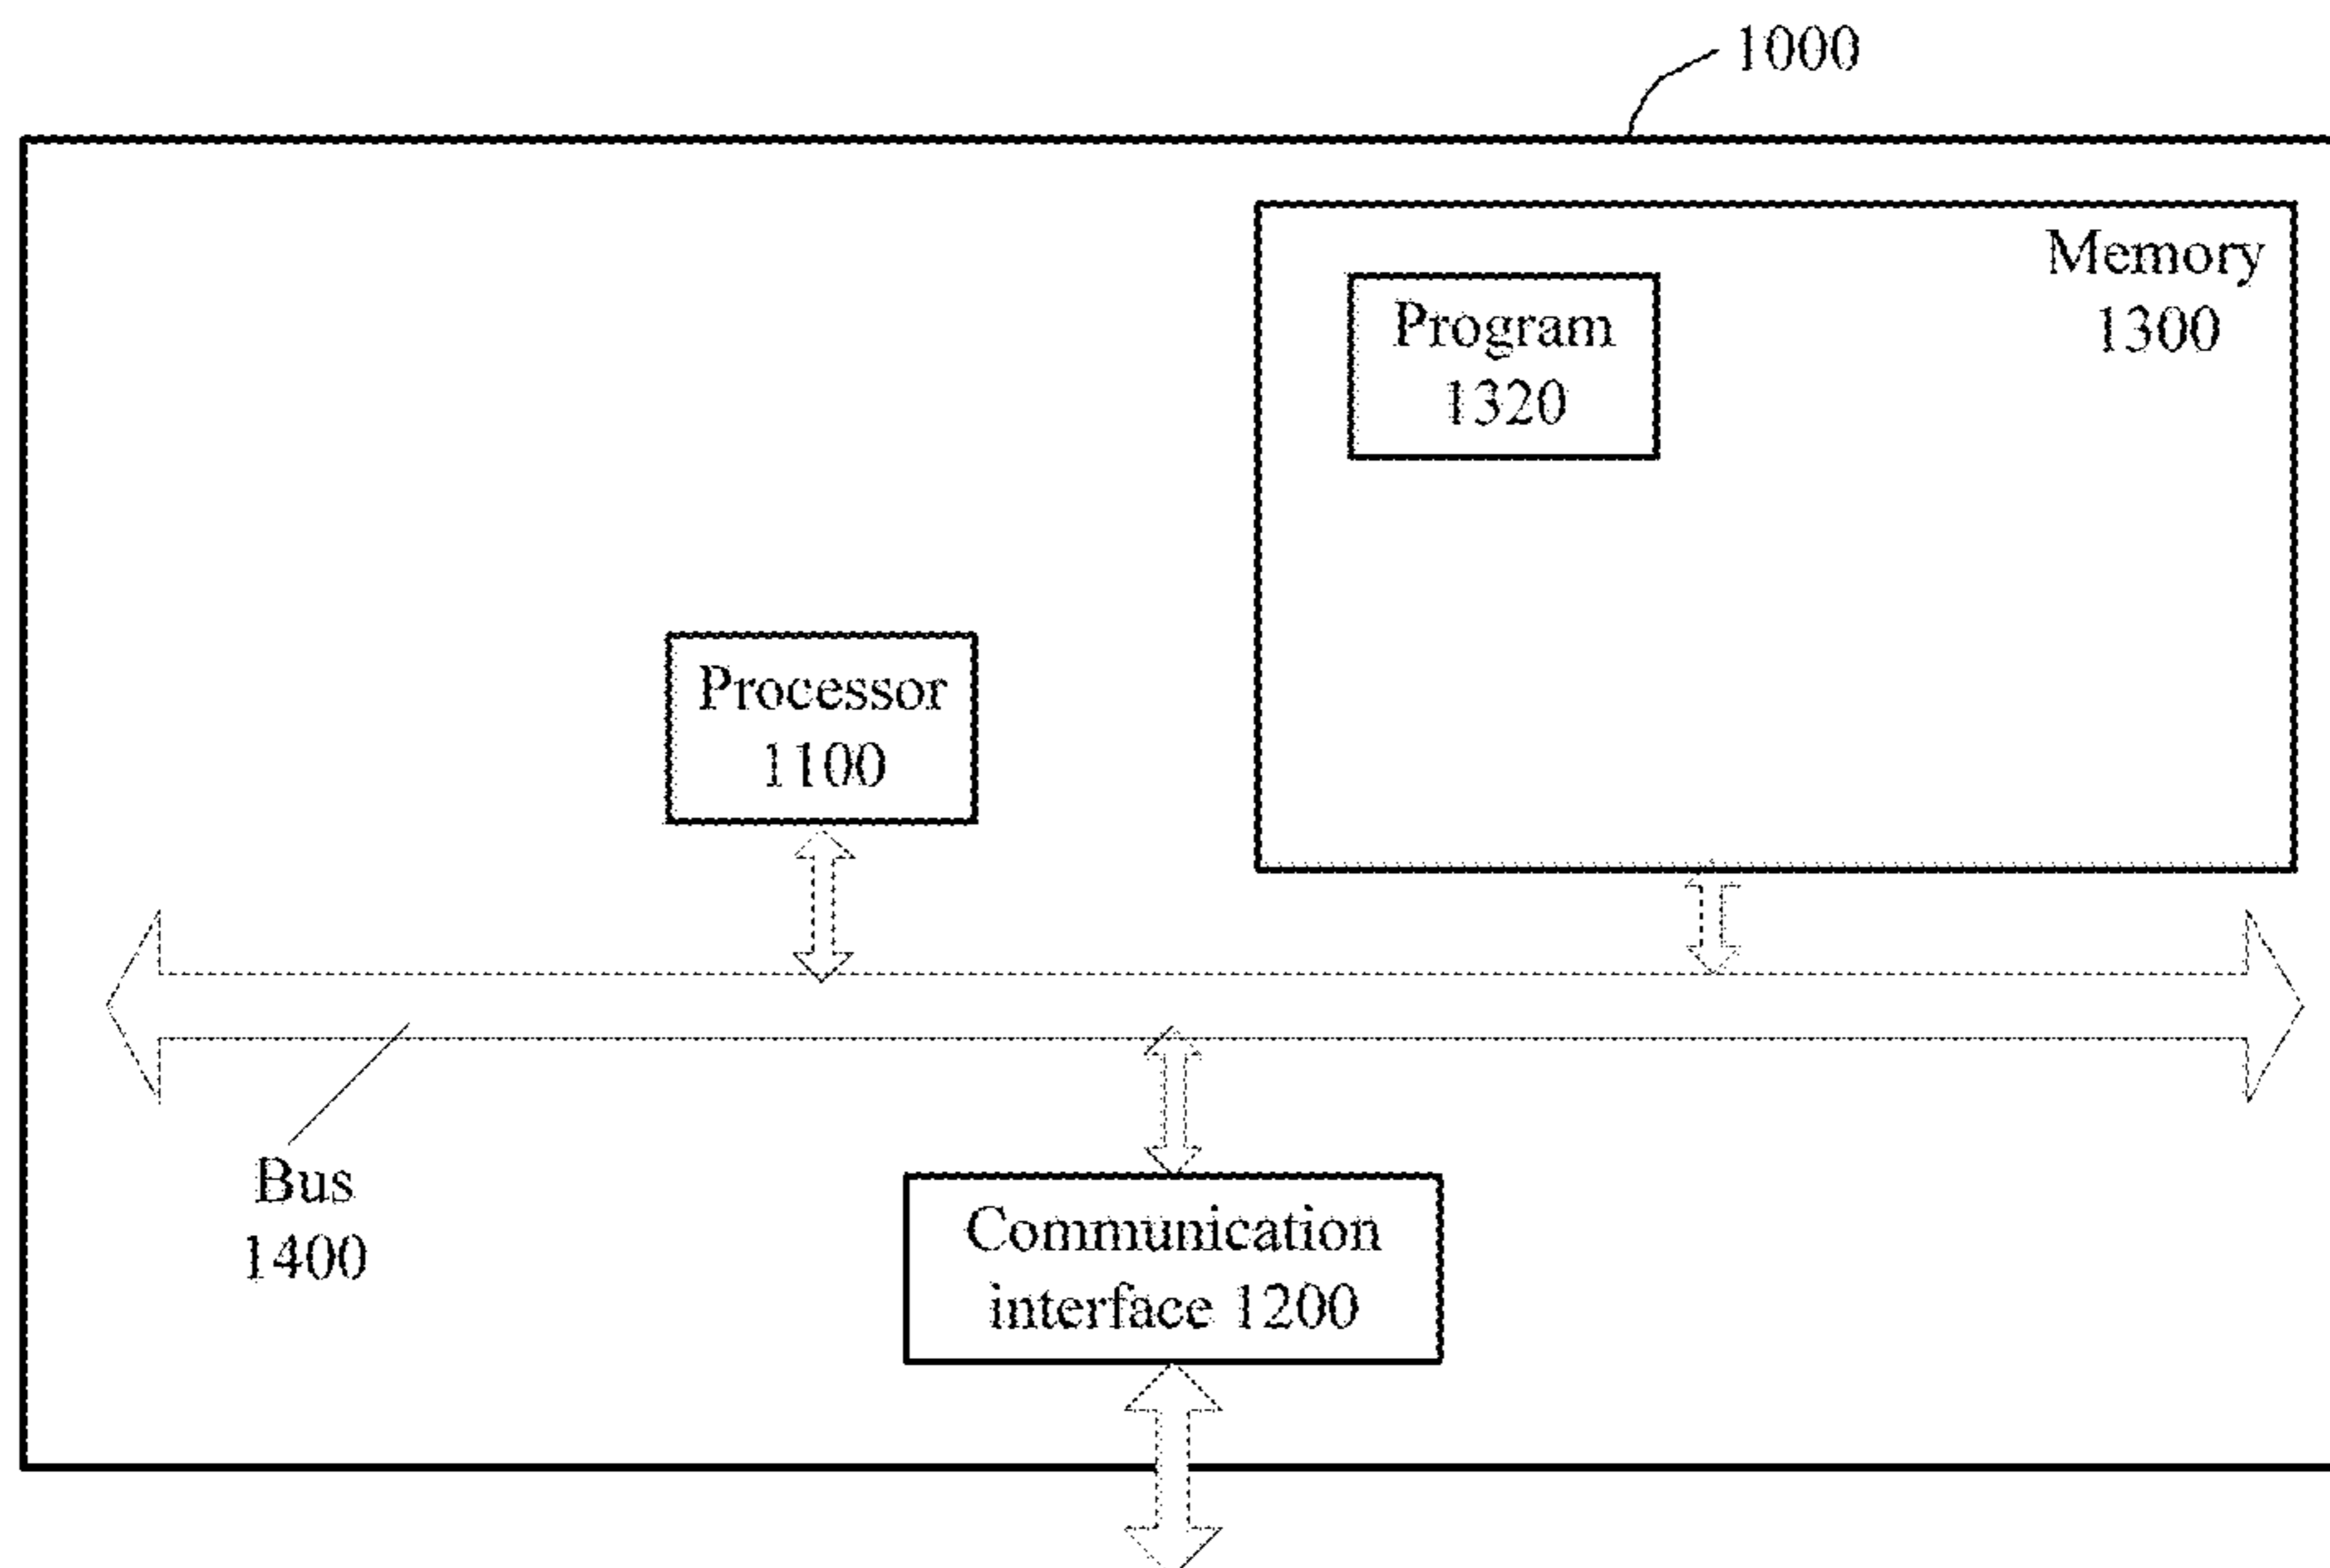 1000
Memory
1300
Program
1320
Processor
1100
Bus
1400
Communication
interface 1200